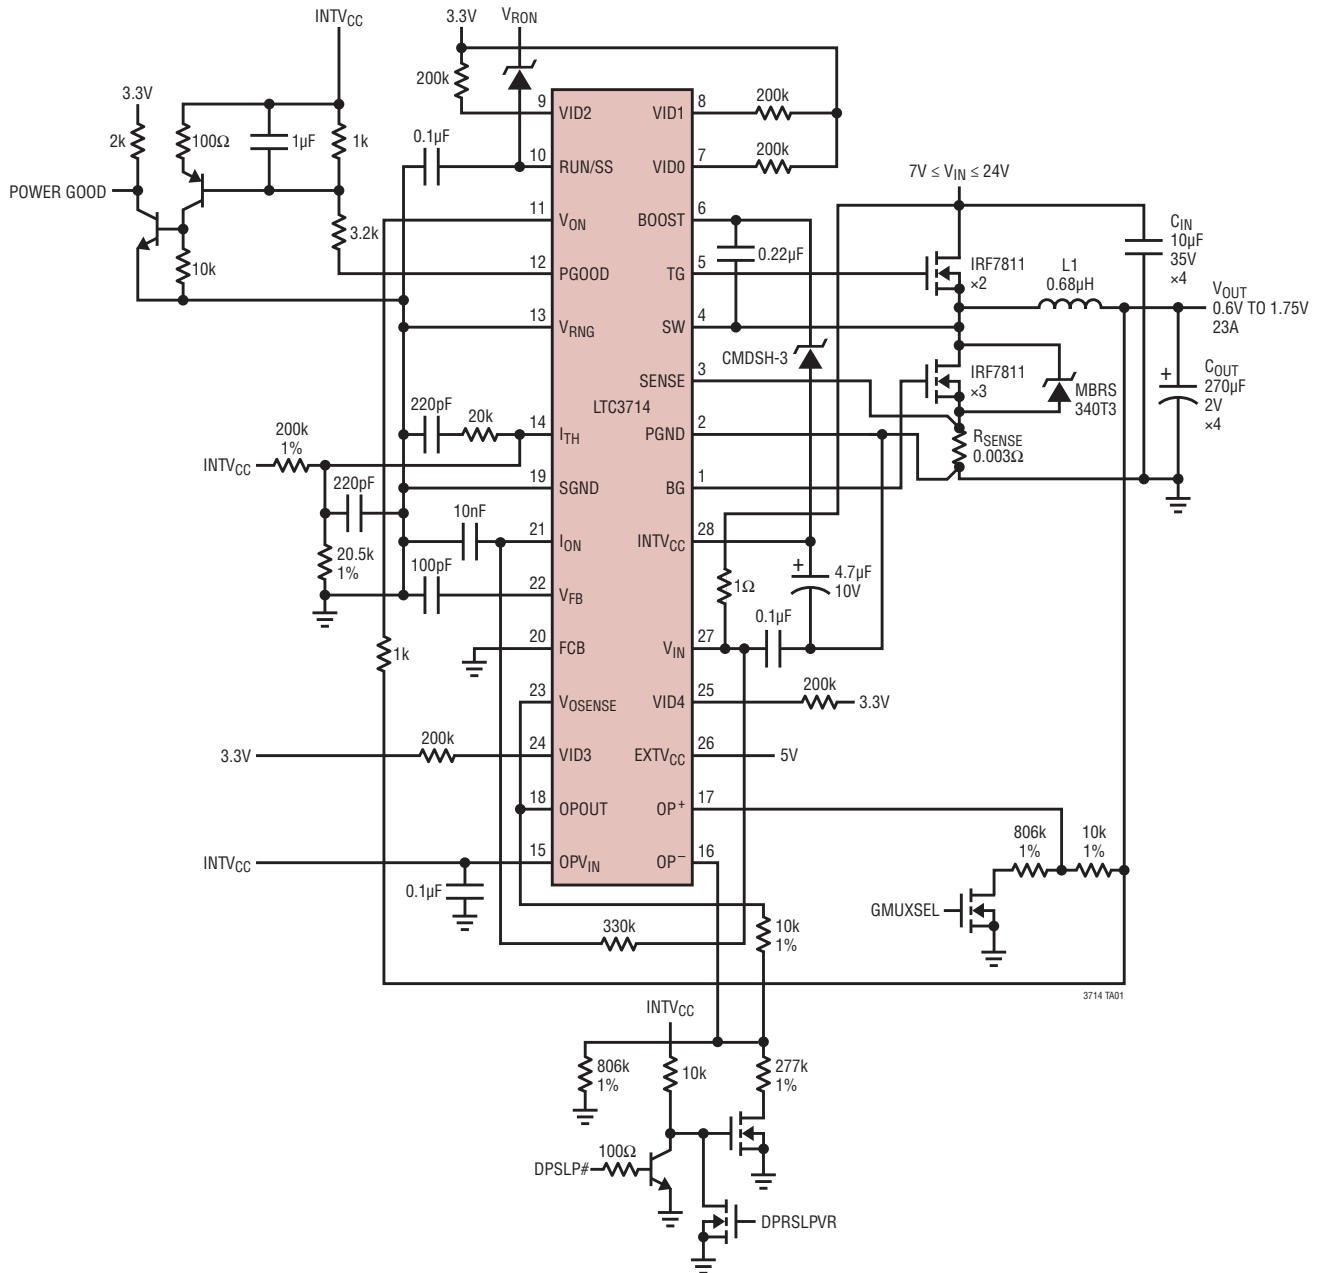 INTVCC
3.3V
VRON
200k
3.3V
2k
100Ω
1µF
1k
POWER GOOD
3.2k
10k
0.1µF
9
VID2
10
RUN/SS
11
VON
12
PGOOD
13
VRNG
220pF
20k
14
ITH
200k
1%
INTVCC
19
SGND
220pF
10nF
21
ION
20.5k
1%
100pF
22
VFB
20
FCB
1k
23
VOSENSE
3.3V
200k
24
VID3
18
OPOUT
INTVCC
15
OPVIN
0.1µF
LTC3714
VID1
8
200k
VID0
7
200k
BOOST
6
0.22µF
TG
5
SW
4
CMDSH-3
SENSE
3
PGND
2
BG
1
INTVCC
28
+
4.7µF
10V
1Ω
0.1µF
VIN
27
VID4
25
200k
3.3V
EXTVCC
26
5V
OP+
17
OP–
16
7V ≤ VIN ≤ 24V
CIN
10µF
35V
×4
IRF7811
×2
L1
0.68µH
VOUT
0.6V TO 1.75V
23A
IRF7811
×3
MBRS
340T3
+
COUT
270µF
2V
×4
RSENSE
0.003Ω
806k
1%
10k
1%
GMUXSEL
330k
10k
1%
3714 TA01
INTVCC
806k
1%
10k
277k
1%
DPSLP#
100Ω
DPRSLPVR